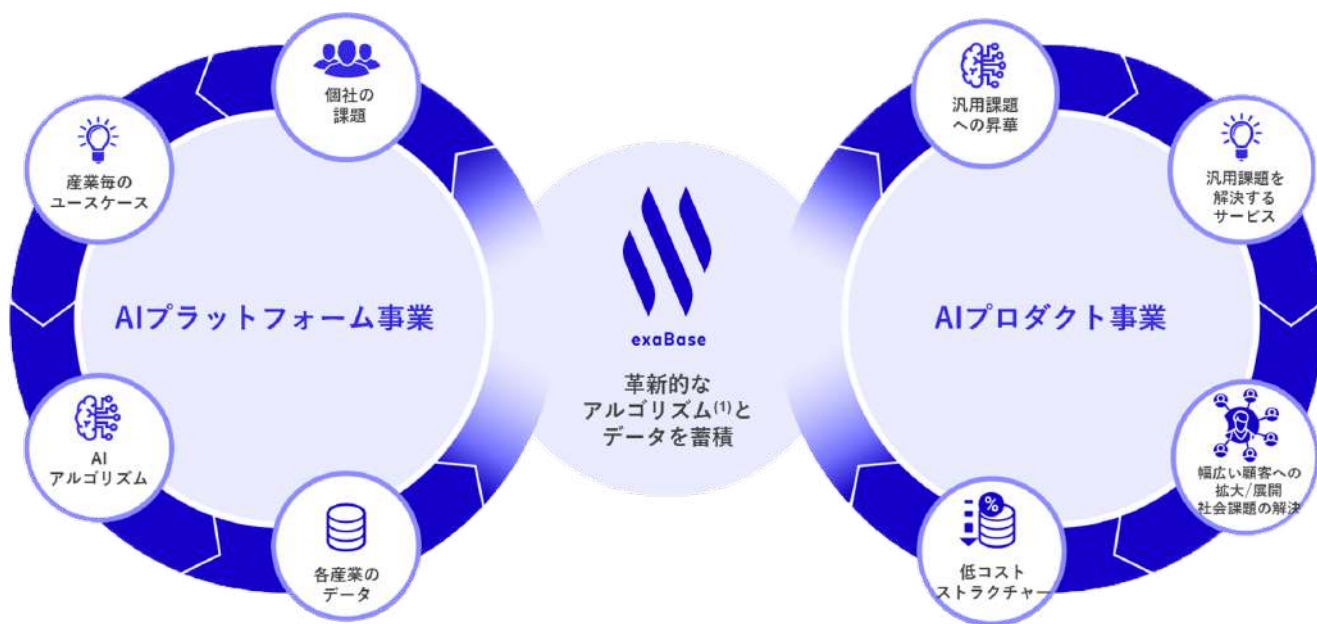 個社の
課題
産業毎の
ユースケース
AIプラットフォーム事業
AI
アルゴリズム
各産業の
データ
exaBase
革新的な
アルゴリズム(1)と
データを蓄積
汎用課題
への昇華
汎用課題を
解決する
サービス
AIプロダクト事業
幅広い顧客への
拡大/展開
社会課題の解決
%
低コスト
ストラクチャー